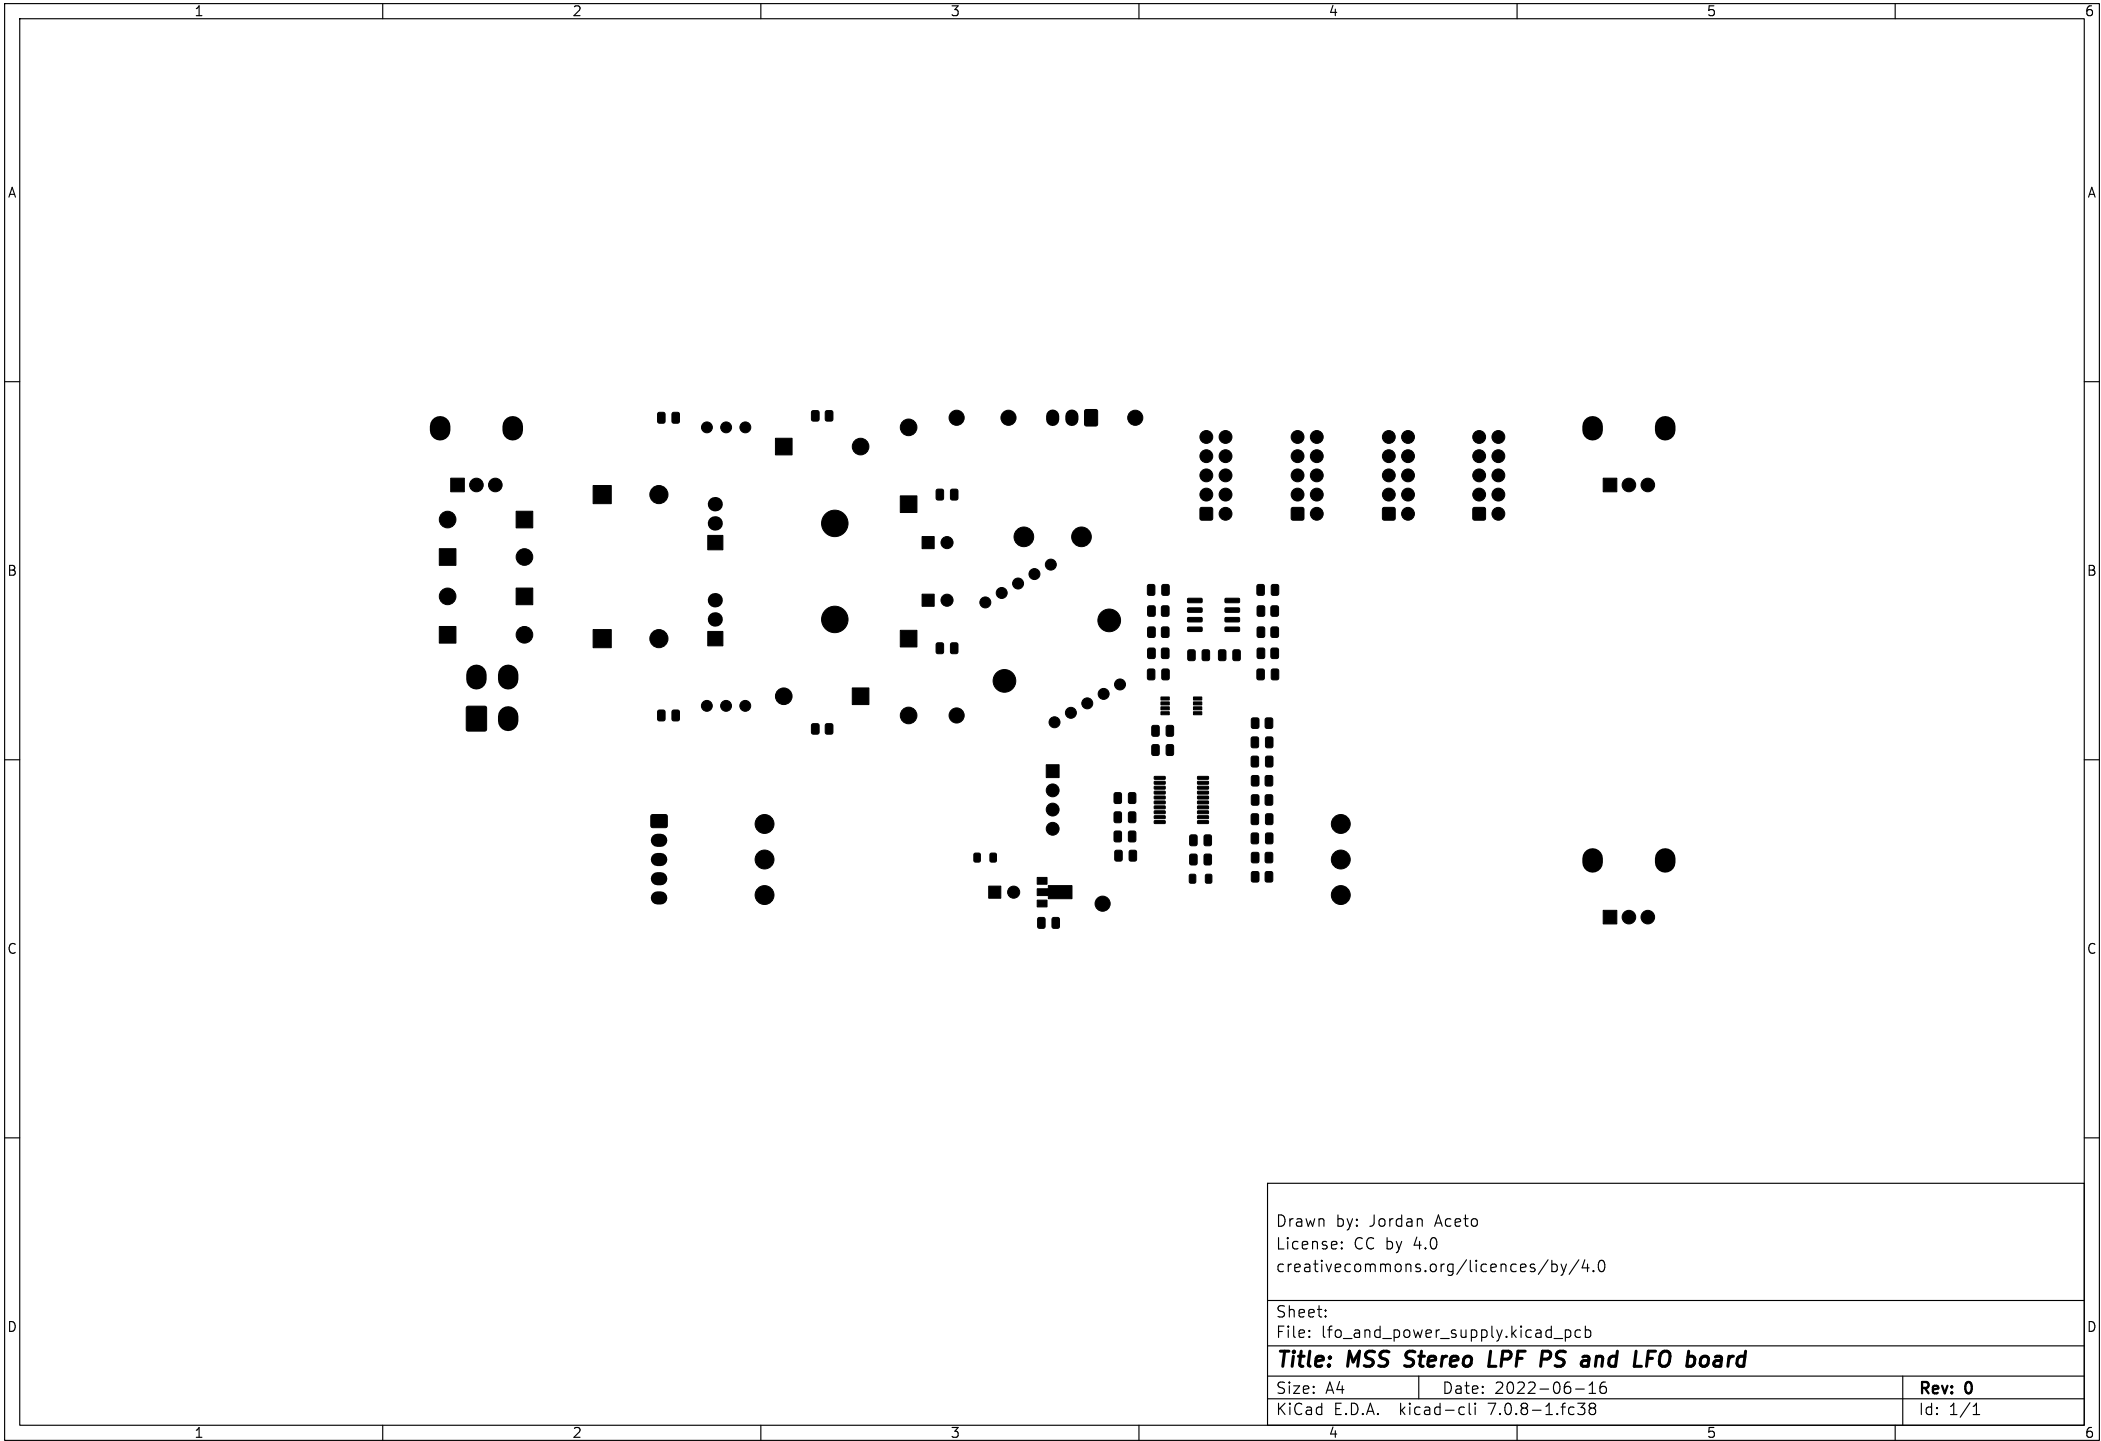 1 2 3 4 5 6
A A
B B
C C
Drawn by: Jordan Aceto
License: CC by 4.0
creativecommons.org/licences/by/4.0
Sheet:
D D
File: lfo_and_power_supply.kicad_pcb
Title: MSS Stereo LPF PS and LFO board
Size: A4 Date: 2022-06-16 Rev: 0
KiCad E.D.A. kicad-cli 7.0.8-1.fc38 Id: 1/1
1 2 3 4 5 6